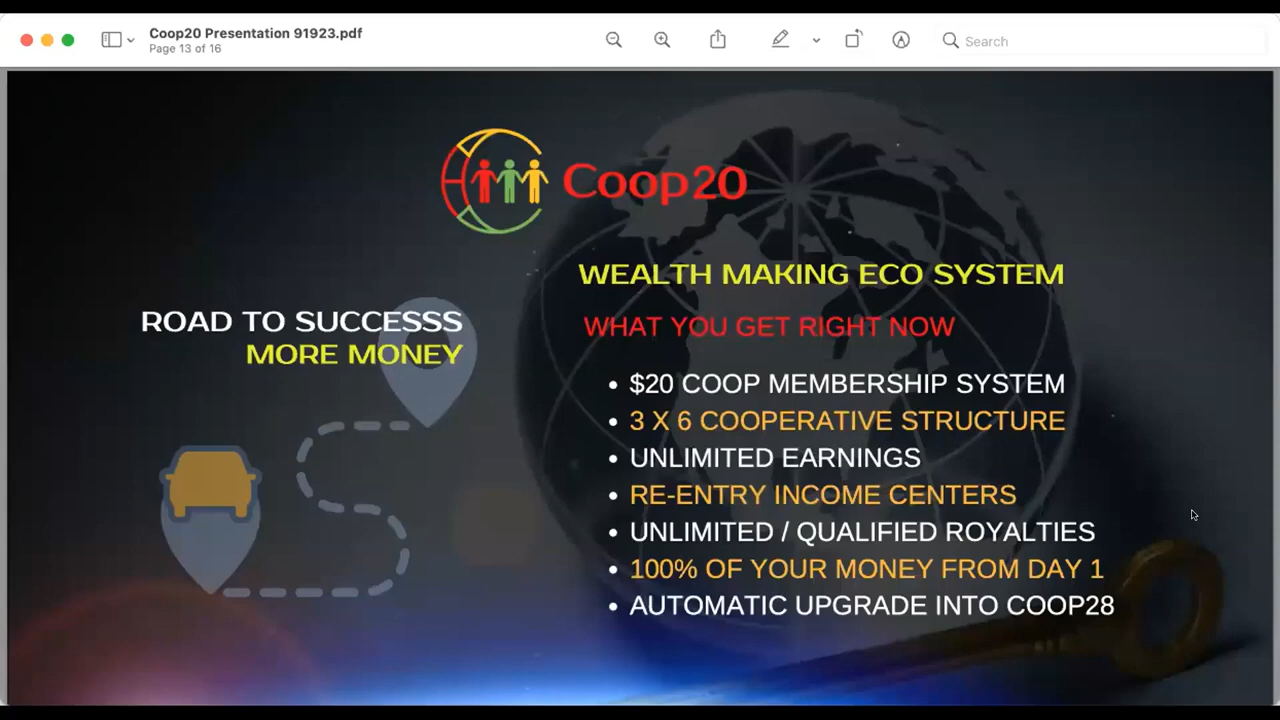 Coop20 Presentation 91923.pdf
Page 13 of 16
Search
Coop20
WEALTH MAKING ECO SYSTEM
ROAD TO SUCCESSS
MORE MONEY
WHAT YOU GET RIGHT NOW
• $20 COOP MEMBERSHIP SYSTEM
• 3 X 6 COOPERATIVE STRUCTURE
• UNLIMITED EARNINGS
• RE-ENTRY INCOME CENTERS
• UNLIMITED / QUALIFIED ROYALTIES
• 100% OF YOUR MONEY FROM DAY 1
• AUTOMATIC UPGRADE INTO COOP28